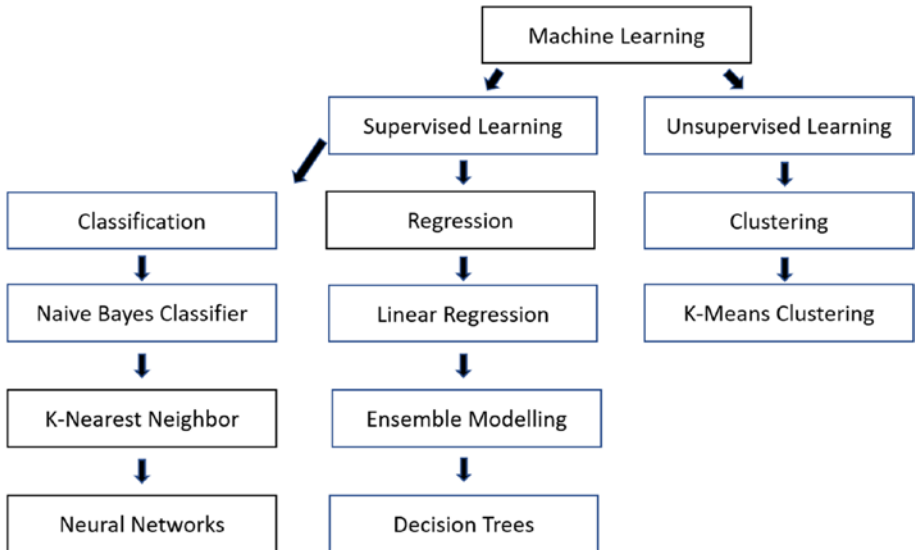 Machine Learning
Supervised Learning
Unsupervised Learning
Classification
Regression
Clustering
Naive Bayes Classifier
Linear Regression
K-Means Clustering
K-Nearest Neighbor
Ensemble Modelling
Neural Networks
Decision Trees